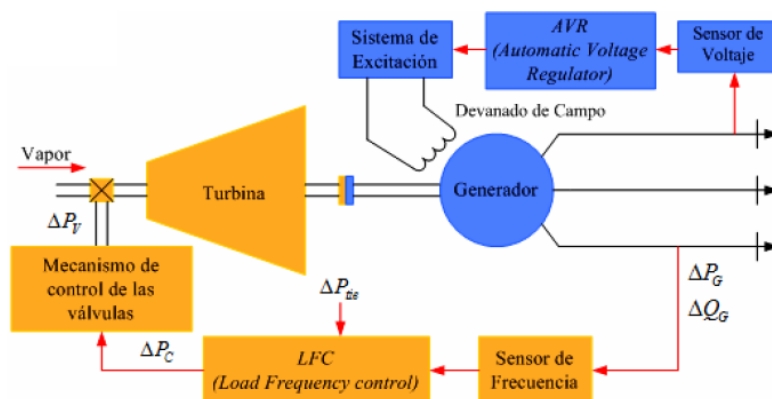 Sistema de
Excitación
AVR
(Automatic Voltage
Regulator)
Sensor de
Voltaje
Devanado de Campo
Vapor
Turbina
Generador
ΔP_V
Mecanismo de
control de las
válvulas
ΔP_tie
ΔP_G
ΔQ_G
ΔP_C
LFC
(Load Frequency control)
Sensor de
Frecuencia